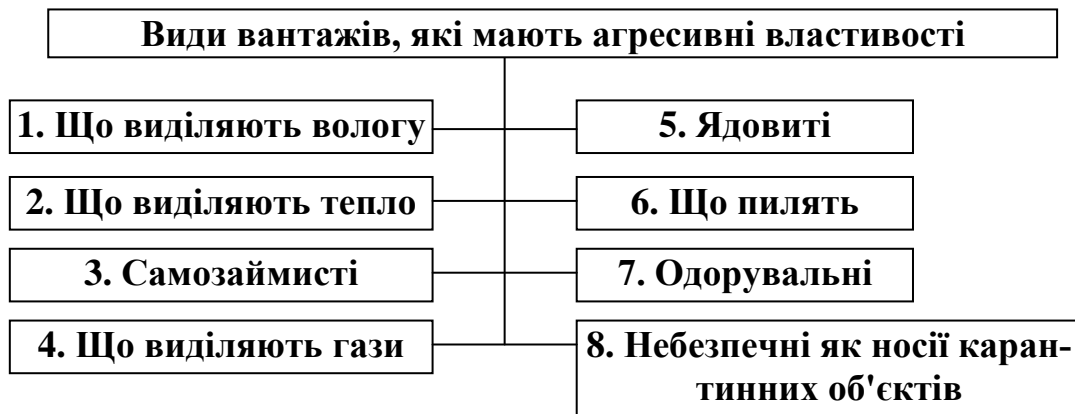 Види вантажів, які мають агресивні властивості
1. Що виділяють вологу
2. Що виділяють тепло
3. Самозаймисті
4. Що виділяють гази
5. Ядовиті
6. Що пилять
7. Одорувальні
8. Небезпечні як носії каран-
тинних об'єктів